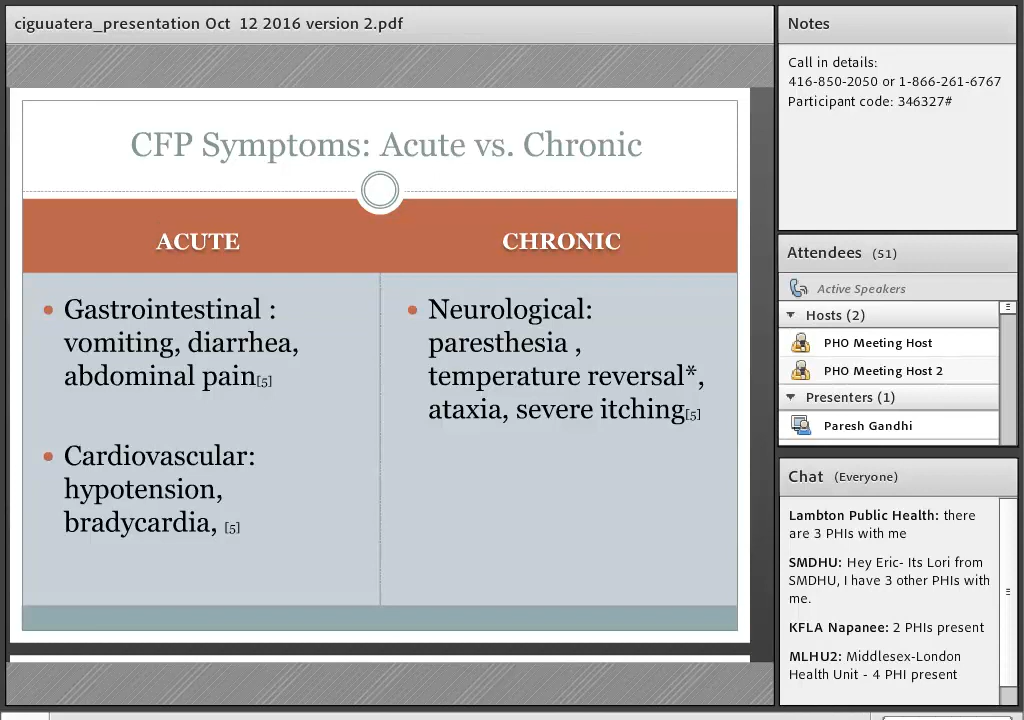 ciguuatera_presentation Oct  12 2016 version 2.pdf
CFP Symptoms: Acute vs. Chronic
ACUTE
• Gastrointestinal :
vomiting, diarrhea,
abdominal pain[5]
• Cardiovascular:
hypotension,
bradycardia, [5]
CHRONIC
• Neurological:
paresthesia ,
temperature reversal*,
ataxia, severe itching[5]
Notes
Call in details:
416-850-2050 or 1-866-261-6767
Participant code: 346327#
Attendees (51)
Active Speakers
Hosts (2)
PHO Meeting Host
PHO Meeting Host 2
Presenters (1)
Paresh Gandhi
Chat (Everyone)
Lambton Public Health: there
are 3 PHIs with me
SMDHU: Hey Eric- Its Lori from
SMDHU, I have 3 other PHIs with
me.
KFLA Napanee: 2 PHIs present
MLHU2: Middlesex-London
Health Unit - 4 PHI present